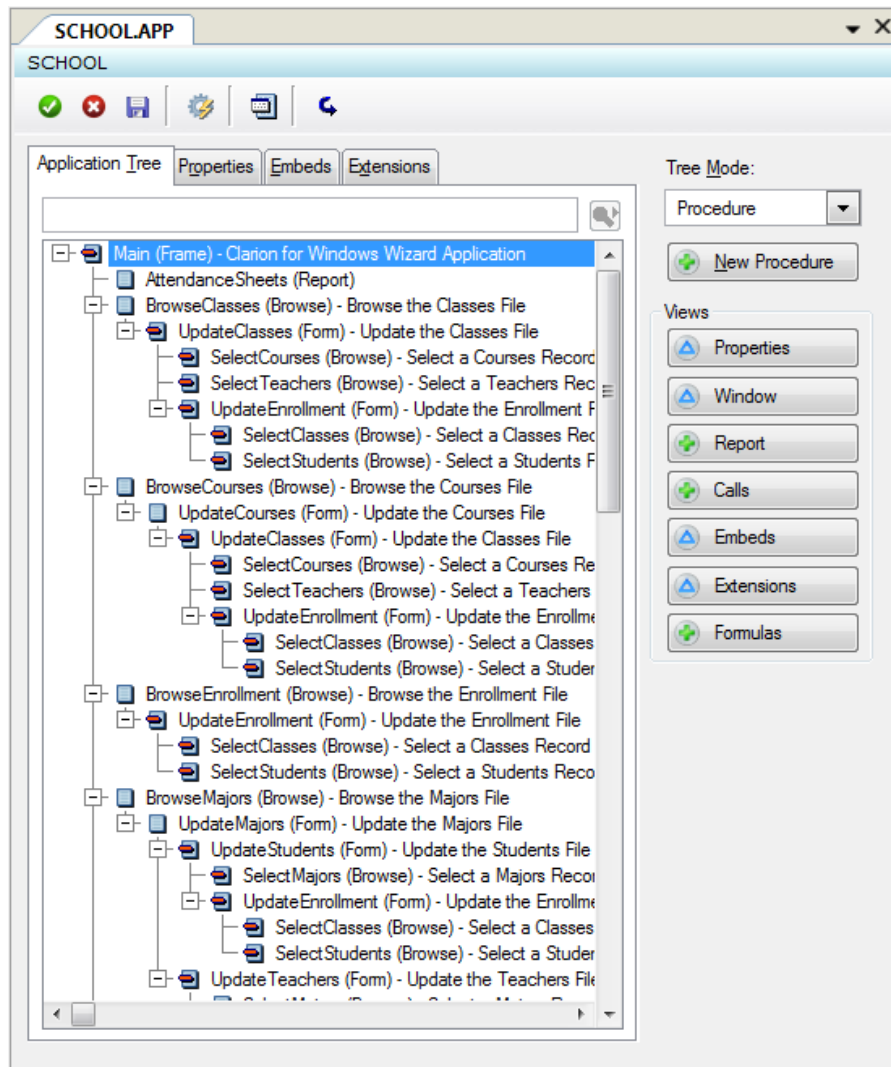 SCHOOL.APP
SCHOOL
Application Tree
Properties
Embeds
Extensions
Main (Frame) - Clarion for Windows Wizard Application
AttendanceSheets (Report)
BrowseClasses (Browse) - Browse the Classes File
UpdateClasses (Form) - Update the Classes File
SelectCourses (Browse) - Select a Courses Record
SelectTeachers (Browse) - Select a Teachers Rec
UpdateEnrollment (Form) - Update the Enrollment F
SelectClasses (Browse) - Select a Classes Rec
SelectStudents (Browse) - Select a Students F
BrowseCourses (Browse) - Browse the Courses File
UpdateCourses (Form) - Update the Courses File
UpdateClasses (Form) - Update the Classes File
SelectCourses (Browse) - Select a Courses Re
SelectTeachers (Browse) - Select a Teachers
UpdateEnrollment (Form) - Update the Enrollme
SelectClasses (Browse) - Select a Classes
SelectStudents (Browse) - Select a Studer
BrowseEnrollment (Browse) - Browse the Enrollment File
UpdateEnrollment (Form) - Update the Enrollment File
SelectClasses (Browse) - Select a Classes Record
SelectStudents (Browse) - Select a Students Reco
BrowseMajors (Browse) - Browse the Majors File
UpdateMajors (Form) - Update the Majors File
UpdateStudents (Form) - Update the Students File
SelectMajors (Browse) - Select a Majors Recor
UpdateEnrollment (Form) - Update the Enrollme
SelectClasses (Browse) - Select a Classes
SelectStudents (Browse) - Select a Studer
UpdateTeachers (Form) - Update the Teachers File
Tree Mode:
Procedure
New Procedure
Views
Properties
Window
Report
Calls
Embeds
Extensions
Formulas